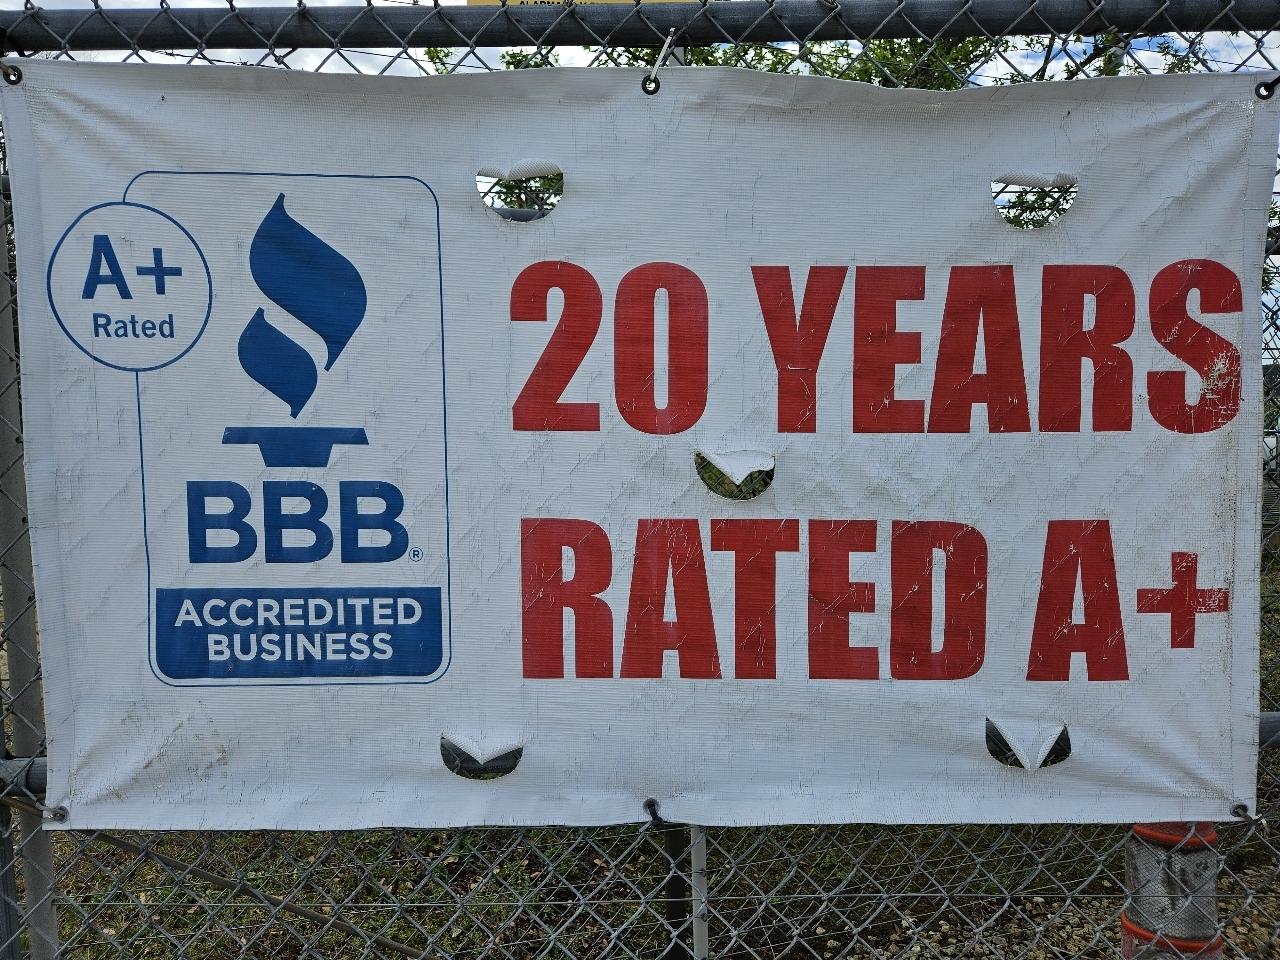 A+
Rated
BBB®
ACCREDITED
BUSINESS
20 YEARS
RATED A+